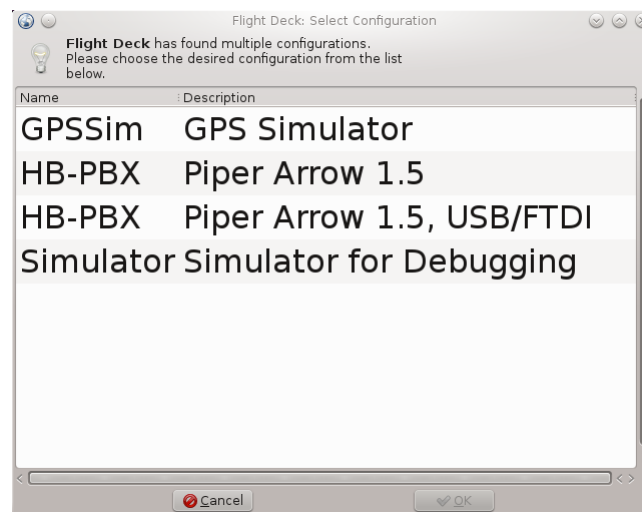 Flight Deck: Select Configuration
Flight Deck has found multiple configurations.
Please choose the desired configuration from the list
below.
Name Description
GPSSim GPS Simulator
HB-PBX Piper Arrow 1.5
HB-PBX Piper Arrow 1.5, USB/FTDI
Simulator Simulator for Debugging
Cancel OK